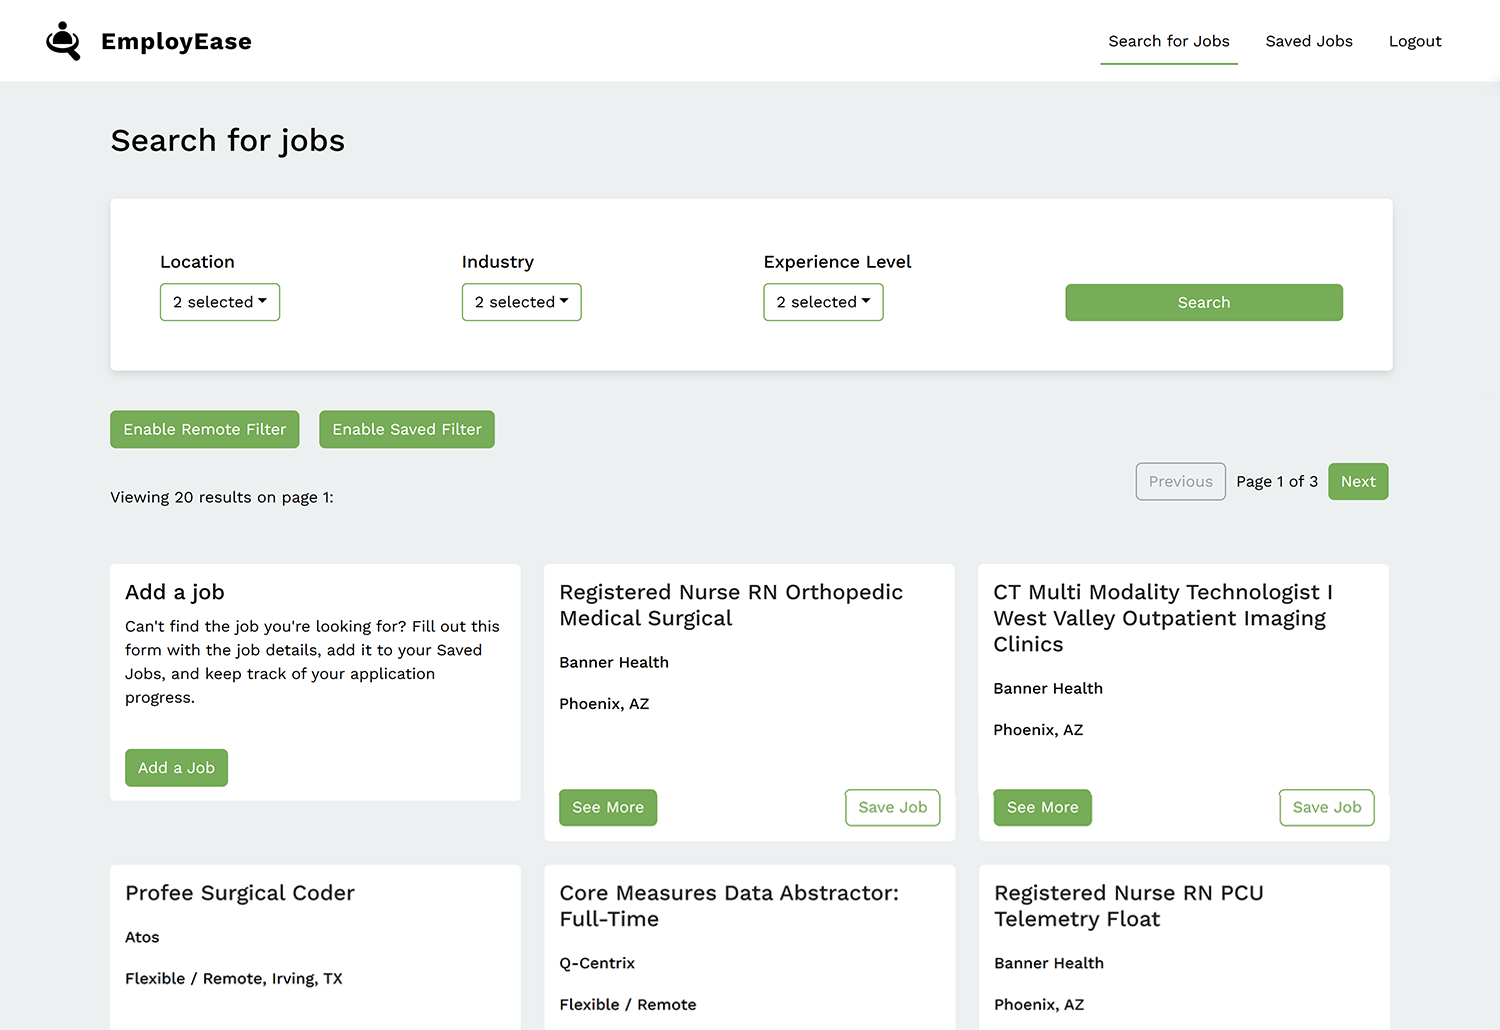 EmployEase
Search for Jobs
Saved Jobs
Logout
Search for jobs
Location
Industry
Experience Level
2 selected
2 selected
2 selected
Search
Enable Remote Filter
Enable Saved Filter
Previous
Page 1 of 3
Next
Viewing 20 results on page 1:
Add a job
Can't find the job you're looking for? Fill out this
form with the job details, add it to your Saved
Jobs, and keep track of your application
progress.
Add a Job
Registered Nurse RN Orthopedic
Medical Surgical
Banner Health
Phoenix, AZ
See More
Save Job
CT Multi Modality Technologist I
West Valley Outpatient Imaging
Clinics
Banner Health
Phoenix, AZ
See More
Save Job
Profee Surgical Coder
Atos
Flexible / Remote, Irving, TX
Core Measures Data Abstractor:
Full-Time
Q-Centrix
Flexible / Remote
Registered Nurse RN PCU
Telemetry Float
Banner Health
Phoenix, AZ